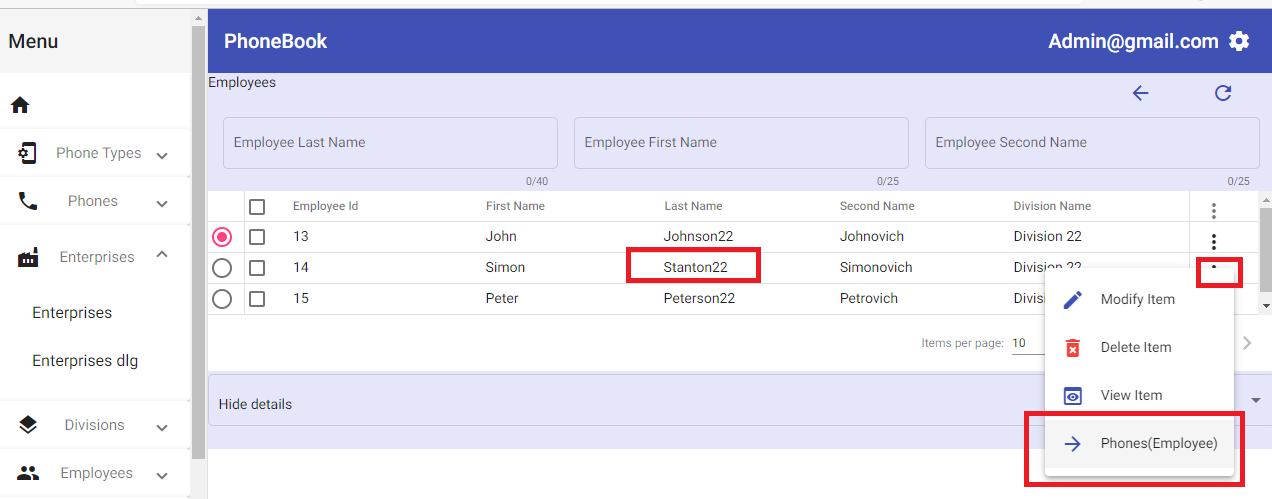 Menu
PhoneBook
Admin@gmail.com
Employees
Phone Types
Phones
Enterprises
Enterprises
Enterprises dlg
Divisions
Employees
Employee Last Name
Employee First Name
Employee Second Name
0/40
0/25
0/25
Employee Id First Name Last Name Second Name Division Name
13 John Johnson22 Johnovich Division 22
14 Simon Stanton22 Simonovich Division 22
15 Peter Peterson22 Petrovich
Items per page: 10
Hide details
Modify Item
Delete Item
View Item
Phones(Employee)